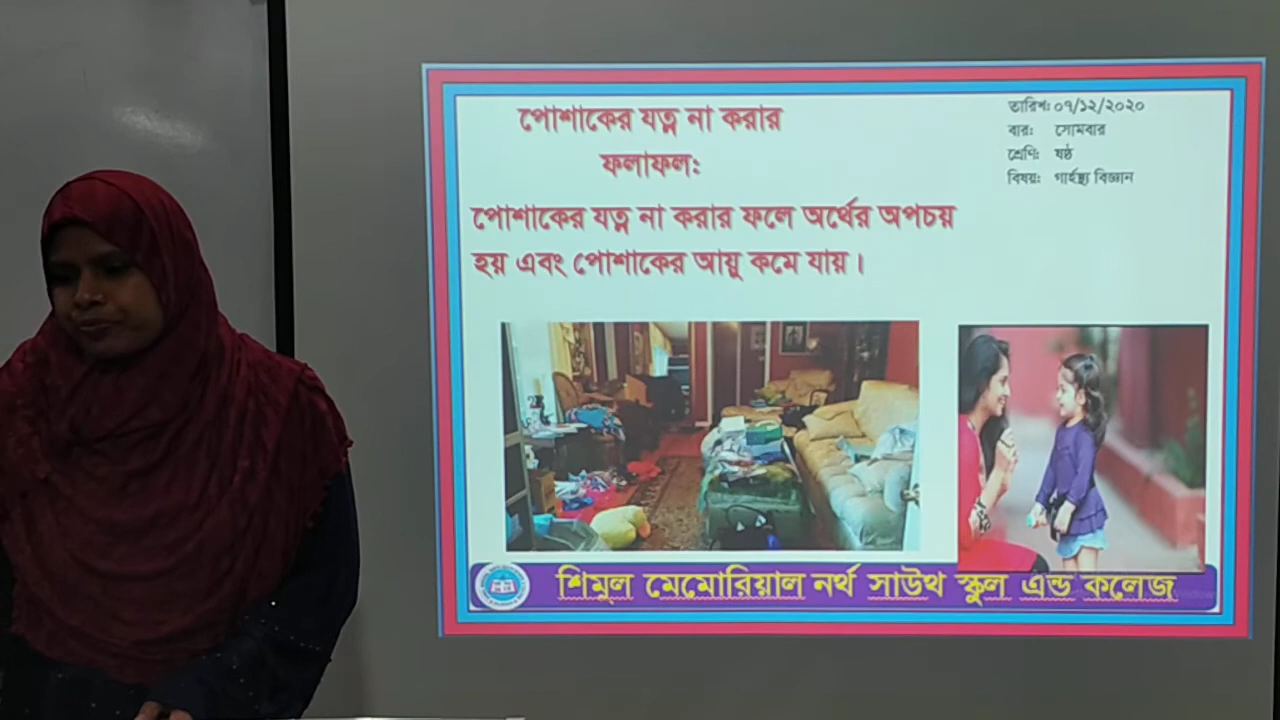 পোশাকের যত্ন না করার
ফলাফল:
তারিখ: ০৭/১২/২০২০
বার: সোমবার
শ্রেণি: ষষ্ঠ
বিষয়: গার্হস্থ্য বিজ্ঞান
পোশাকের যত্ন না করার ফলে অর্থের অপচয়
হয় এবং পোশাকের আয়ু কমে যায়।
শিমুল মেমোরিয়াল নর্থ সাউথ স্কুল এন্ড কলেজ